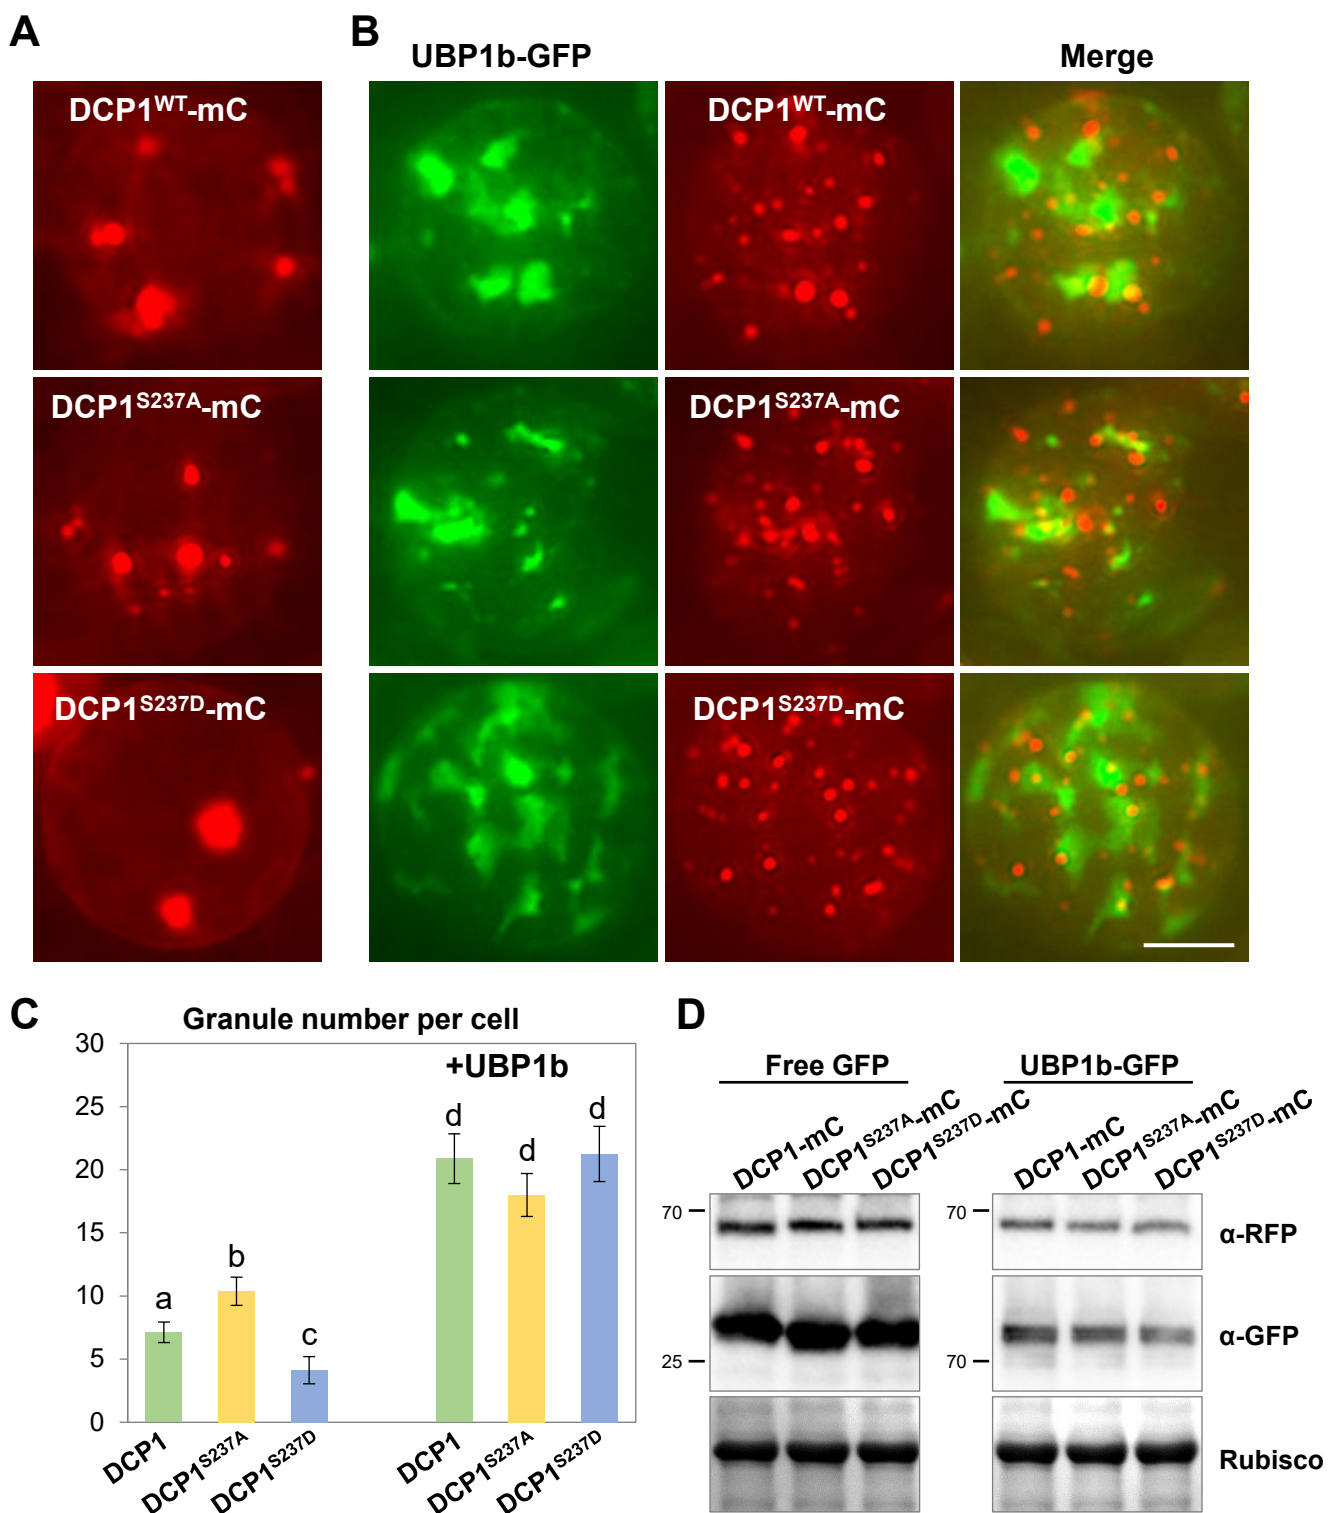 A
B
UBP1b-GFP
Merge
DCP1WT-mC
DCP1WT-mC
DCP1S237A-mC
DCP1S237A-mC
DCP1S237D-mC
DCP1S237D-mC
C
Granule number per cell
30
25
20
15
10
5
0
+UBP1b
a
b
c
d
d
d
DCP1
DCP1S237A
DCP1S237D
DCP1
DCP1S237A
DCP1S237D
D
Free GFP
UBP1b-GFP
DCP1-mC
DCP1S237A-mC
DCP1S237D-mC
DCP1-mC
DCP1S237A-mC
DCP1S237D-mC
70
70
α-RFP
25
70
α-GFP
Rubisco